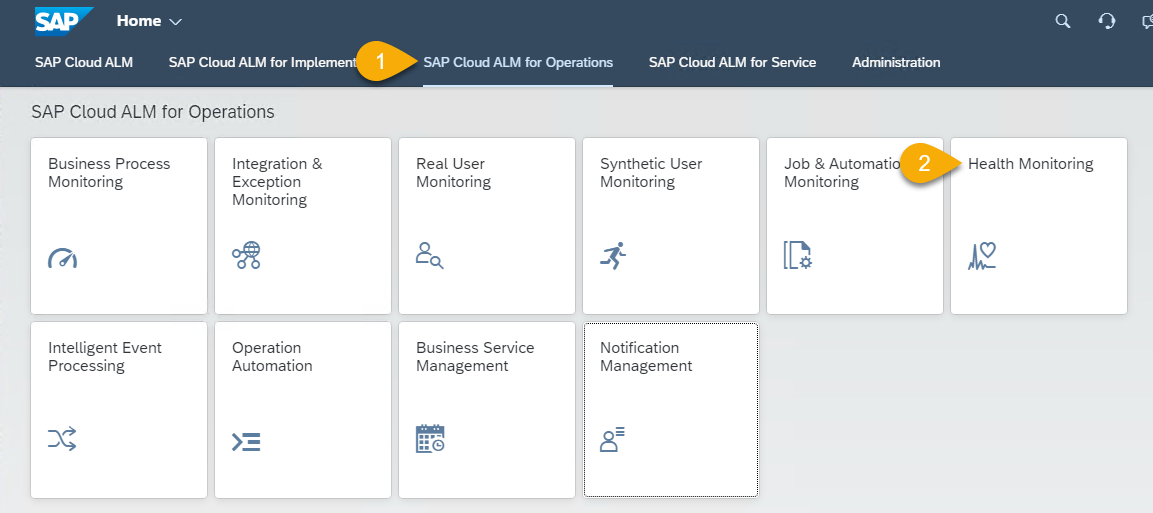 SAP Home
SAP Cloud ALM SAP Cloud ALM for Implement 1 SAP Cloud ALM for Operations SAP Cloud ALM for Service Administration
SAP Cloud ALM for Operations
Business Process
Monitoring
Integration &
Exception
Monitoring
Real User
Monitoring
Synthetic User
Monitoring
Job & Automatio
Monitoring
2
Health Monitoring
Intelligent Event
Processing
Operation
Automation
Business Service
Management
Notification
Management